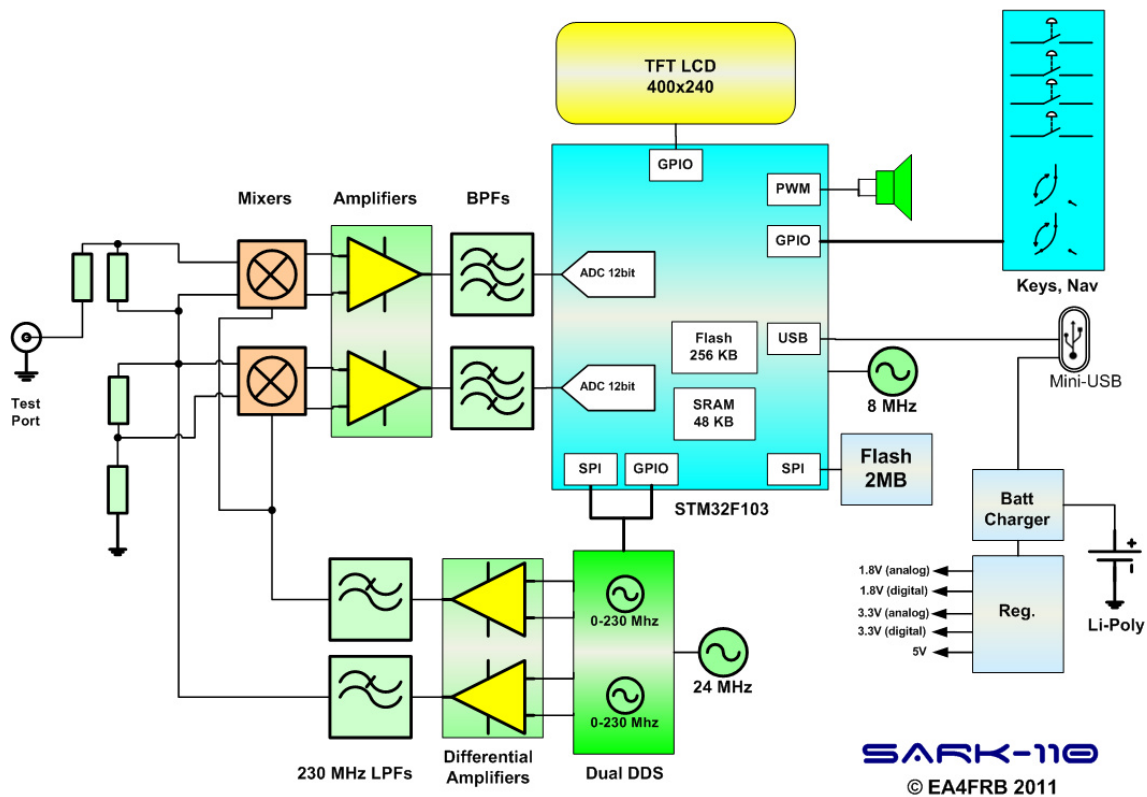 TFT LCD
400x240
GPIO
PWM
GPIO
Keys, Nav
Mixers
Amplifiers
BPFs
ADC 12bit
Test
Port
Flash
256 KB
USB
Mini-USB
8 MHz
ADC 12bit
SRAM
48 KB
SPI
GPIO
SPI
Flash
2MB
STM32F103
Batt
Charger
+
-
Li-Poly
1.8V (analog)
1.8V (digital)
3.3V (analog)
3.3V (digital)
5V
Reg.
0-230 Mhz
24 MHz
0-230 Mhz
230 MHz LPFs
Differential
Amplifiers
Dual DDS
SARK-110
© EA4FRB 2011